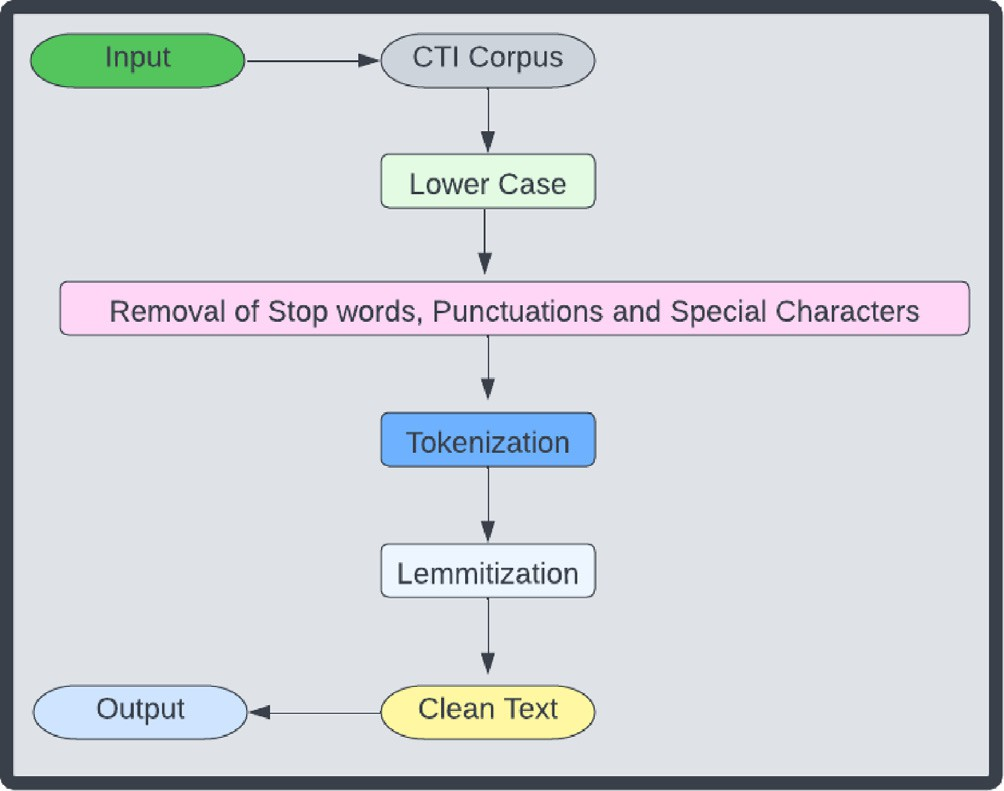 Input
CTI Corpus
Lower Case
Removal of Stop words, Punctuations and Special Characters
Tokenization
Lemmitization
Clean Text
Output